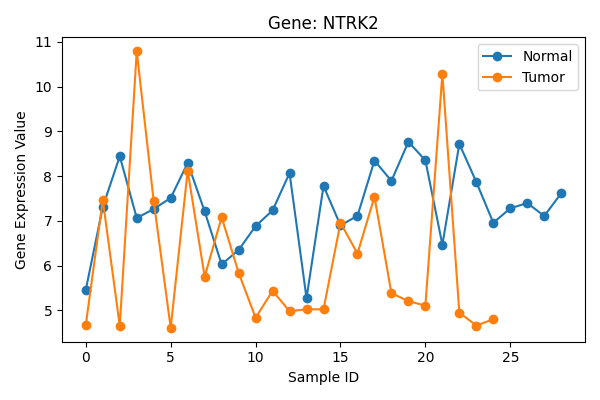 Gene: NTRK2
Gene Expression Value
11
10
9
8
7
6
5
Normal
Tumor
0 5 10 15 20 25
Sample ID